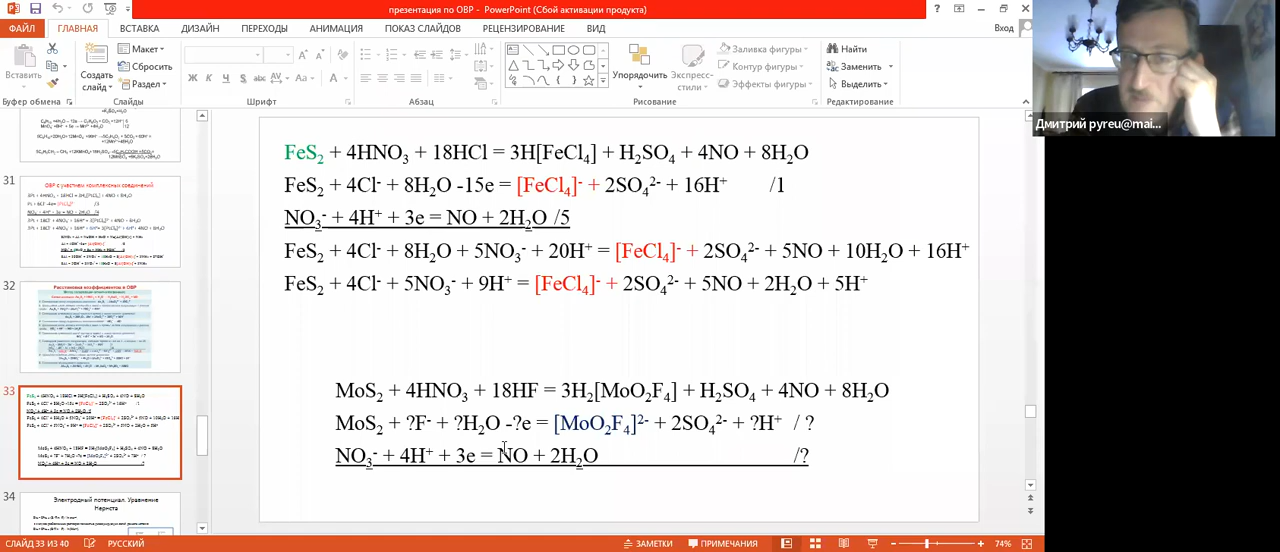 презентация по ОВР - PowerPoint (Сбой активации продукта)
ФАЙЛ ГЛАВНАЯ ВСТАВКА ДИЗАЙН ПЕРЕХОДЫ АНИМАЦИЯ ПОКАЗ СЛАЙДОВ РЕЦЕНЗИРОВАНИЕ ВИД Вход
Вставить
Создать слайд
Макет
Сбросить
Раздел
Упорядочить
Экспресс-стили
Заливка фигуры
Контур фигуры
Эффекты фигуры
Найти
Заменить
Выделить
Буфер обмена Слайды Шрифт Абзац Рисование Редактирование
Дмитрий pyreu@mai...
31
ОВР с участием комплексных соединений
32
Расстановка коэффициентов в ОВР
33
34
Электродный потенциал. Уравнение Нернста
FeS₂ + 4HNO₃ + 18HCl = 3H[FeCl₄] + H₂SO₄ + 4NO + 8H₂O
FeS₂ + 4Cl⁻ + 8H₂O -15e = [FeCl₄]⁻ + 2SO₄²⁻ + 16H⁺ /1
NO₃⁻ + 4H⁺ + 3e = NO + 2H₂O /5
FeS₂ + 4Cl⁻ + 8H₂O + 5NO₃⁻ + 20H⁺ = [FeCl₄]⁻ + 2SO₄²⁻ + 5NO + 10H₂O + 16H⁺
FeS₂ + 4Cl⁻ + 5NO₃⁻ + 9H⁺ = [FeCl₄]⁻ + 2SO₄²⁻ + 5NO + 2H₂O + 5H⁺
MoS₂ + 4HNO₃ + 18HF = 3H₂[MoO₂F₄] + H₂SO₄ + 4NO + 8H₂O
MoS₂ + ?F⁻ + ?H₂O -?e = [MoO₂F₄]²⁻ + 2SO₄²⁻ + ?H⁺ / ?
NO₃⁻ + 4H⁺ + 3e = NO + 2H₂O /?
СЛАЙД 33 ИЗ 40 РУССКИЙ ЗАМЕТКИ ПРИМЕЧАНИЯ 74%